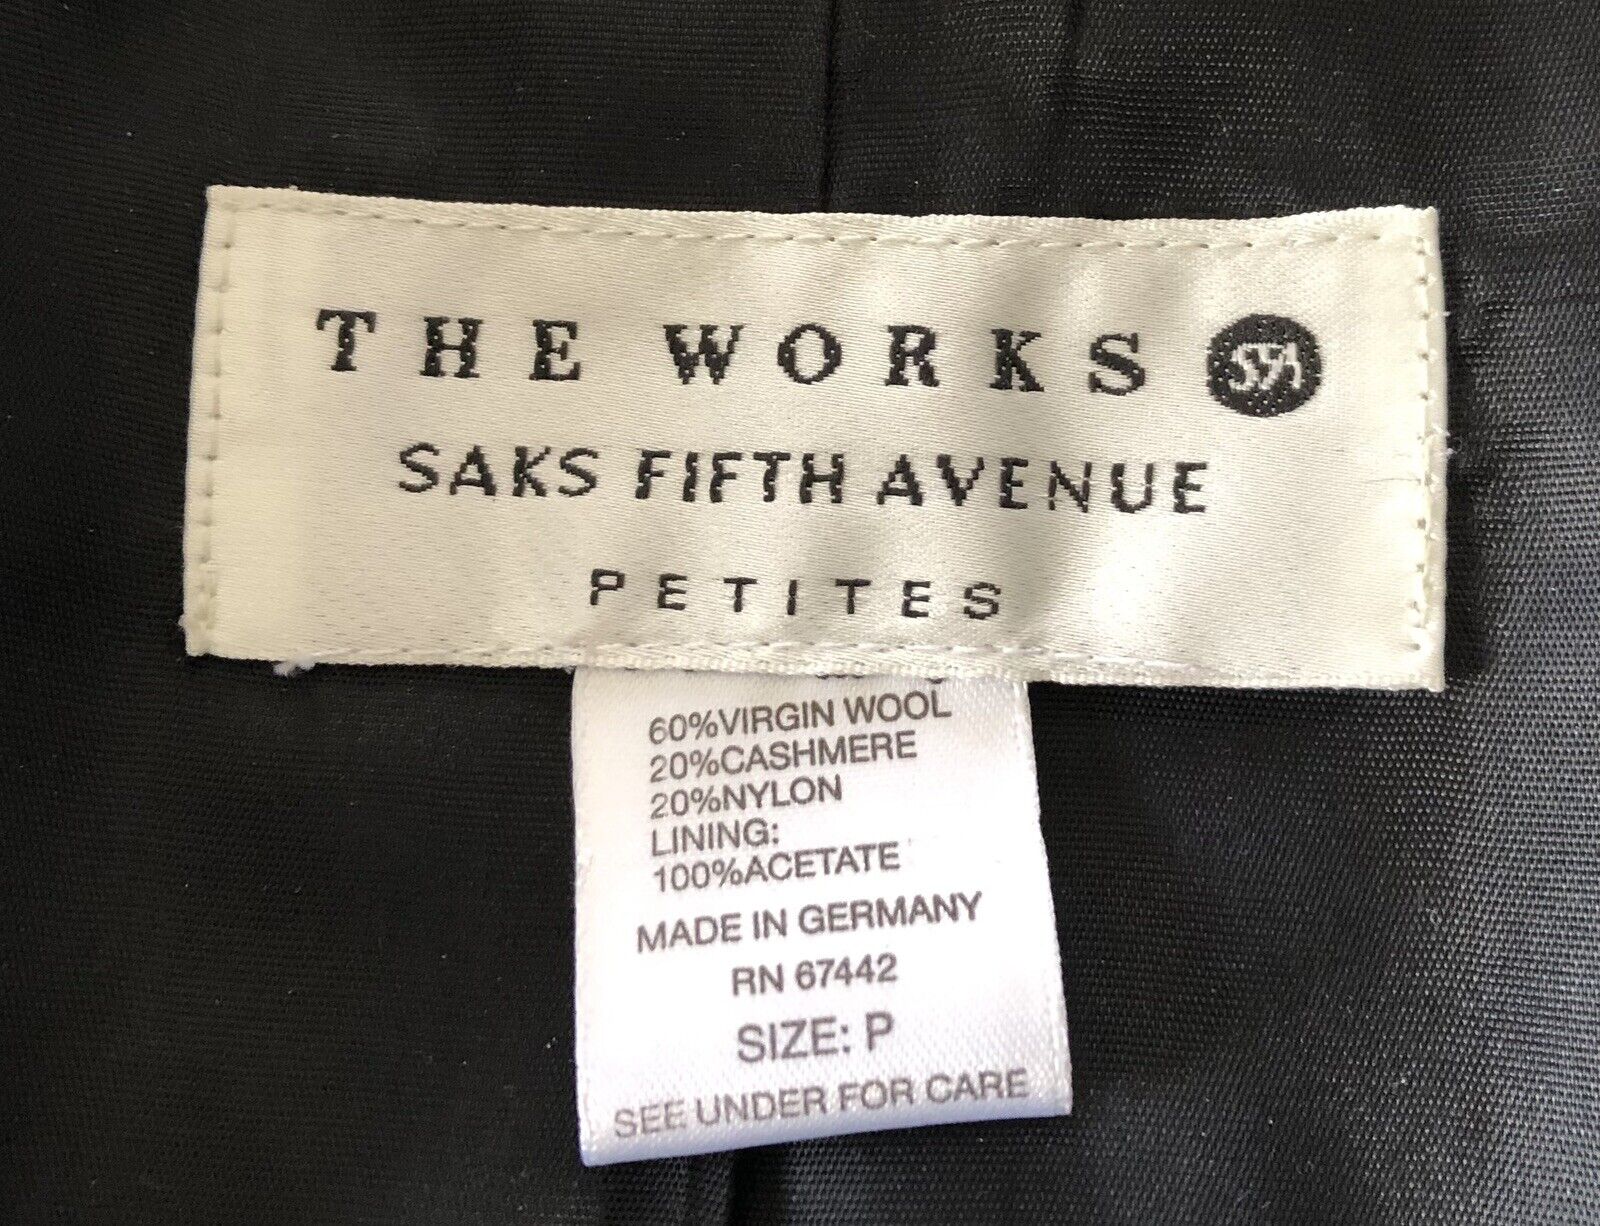 THE WORKS SFA
SAKS FIFTH AVENUE
PETITES
60%VIRGIN WOOL
20%CASHMERE
20%NYLON
LINING:
100%ACETATE
MADE IN GERMANY
RN 67442
SIZE: P
SEE UNDER FOR CARE